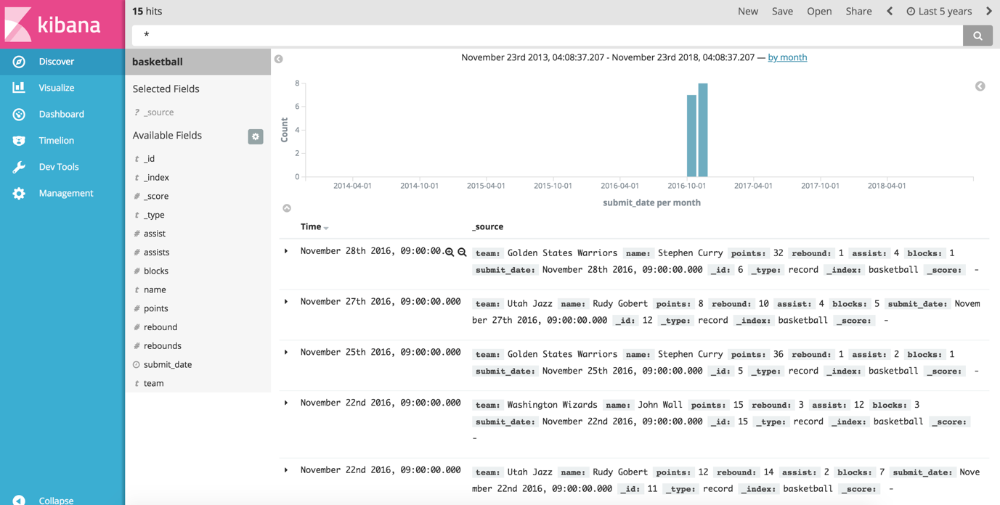 kibana
Discover
Visualize
Dashboard
Timelion
Dev Tools
Management
Collapse
15 hits
New Save Open Share Last 5 years
*
basketball
Selected Fields
? _source
Available Fields
t _id
t _index
# _score
t _type
# assist
# assists
# blocks
t name
# points
# rebound
# rebounds
submit_date
t team
November 23rd 2013, 04:08:37.207 - November 23rd 2018, 04:08:37.207 — by month
Count
8
6
4
2
0
2014-04-01 2014-10-01 2015-04-01 2015-10-01 2016-04-01 2016-10-01 2017-04-01 2017-10-01 2018-04-01
submit_date per month
Time _source
November 28th 2016, 09:00:00. team: Golden States Warriors name: Stephen Curry points: 32 rebound: 1 assist: 4 blocks: 1
submit_date: November 28th 2016, 09:00:00.000 _id: 6 _type: record _index: basketball _score: -
November 27th 2016, 09:00:00.000 team: Utah Jazz name: Rudy Gobert points: 8 rebound: 10 assist: 4 blocks: 5 submit_date: Novem
ber 27th 2016, 09:00:00.000 _id: 12 _type: record _index: basketball _score: -
November 25th 2016, 09:00:00.000 team: Golden States Warriors name: Stephen Curry points: 36 rebound: 1 assist: 2 blocks: 1
submit_date: November 25th 2016, 09:00:00.000 _id: 5 _type: record _index: basketball _score: -
November 22nd 2016, 09:00:00.000 team: Washington Wizards name: John Wall points: 15 rebound: 3 assist: 12 blocks: 3
submit_date: November 22nd 2016, 09:00:00.000 _id: 15 _type: record _index: basketball _score:
-
November 22nd 2016, 09:00:00.000 team: Utah Jazz name: Rudy Gobert points: 12 rebound: 14 assist: 2 blocks: 7 submit_date: Nove
mber 22nd 2016, 09:00:00.000 _id: 11 _type: record _index: basketball _score: -